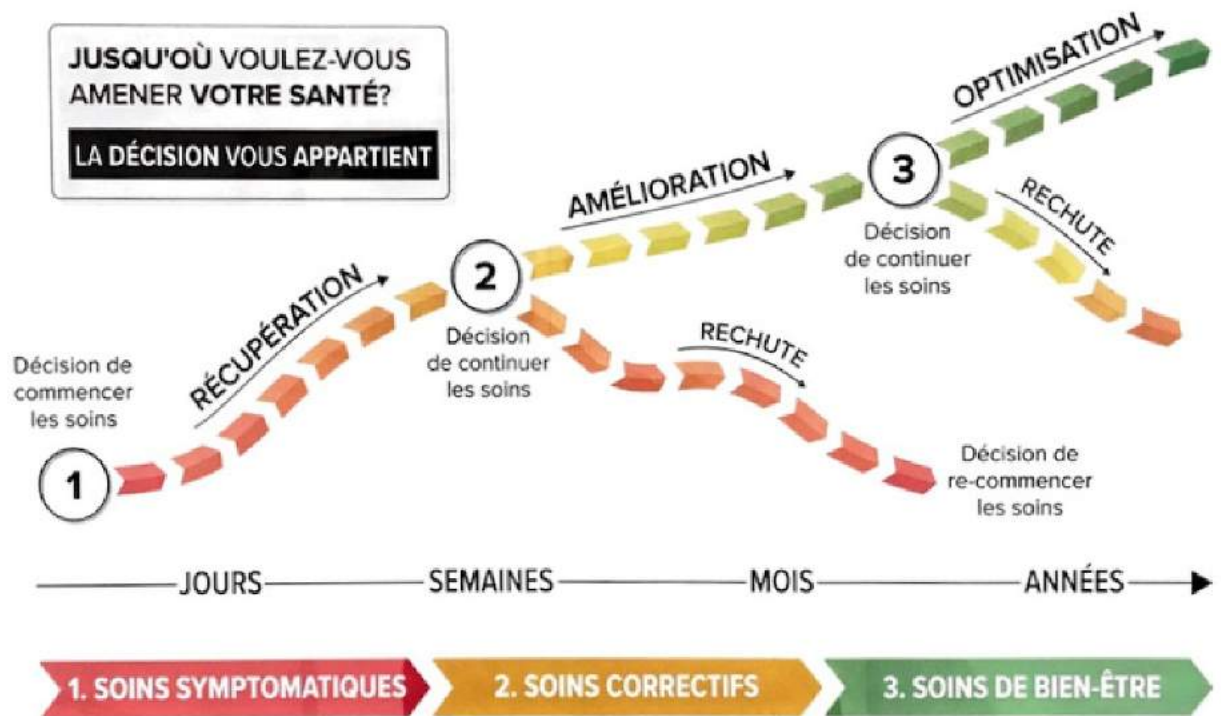 JUSQU'OÙ VOULEZ-VOUS
AMENER VOTRE SANTÉ?
LA DÉCISION VOUS APPARTIENT
OPTIMISATION
3
AMÉLIORATION
RECHUTE
Décision
de continuer
les soins
2
RÉCUPÉRATION
Décision
de continuer
les soins
RECHUTE
Décision de
commencer
les soins
1
Décision de
re-commencer
les soins
JOURS
SEMAINES
MOIS
ANNÉES
1. SOINS SYMPTOMATIQUES
2. SOINS CORRECTIFS
3. SOINS DE BIEN-ÊTRE